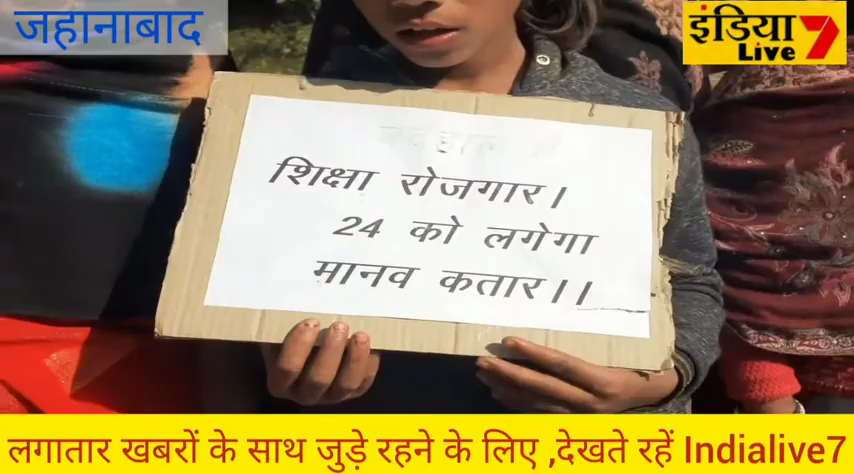 जहानाबाद
इंडिया 7
Live
शिक्षा रोजगार।
24 को लगेगा
मानव कतार।।
लगातार खबरों के साथ जुड़े रहने के लिए ,देखते रहें Indialive7